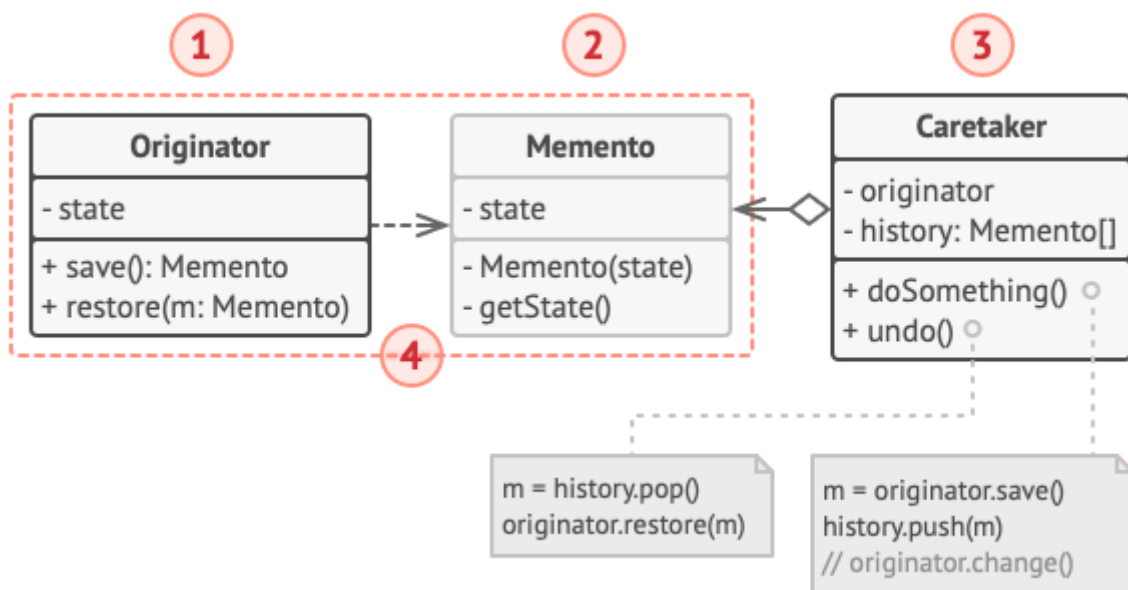 1
2
3
Originator
- state
+ save(): Memento
+ restore(m: Memento)
Memento
- state
- Memento(state)
- getState()
Caretaker
- originator
- history: Memento[]
+ doSomething()
+ undo()
4
m = history.pop()
originator.restore(m)
m = originator.save()
history.push(m)
// originator.change()